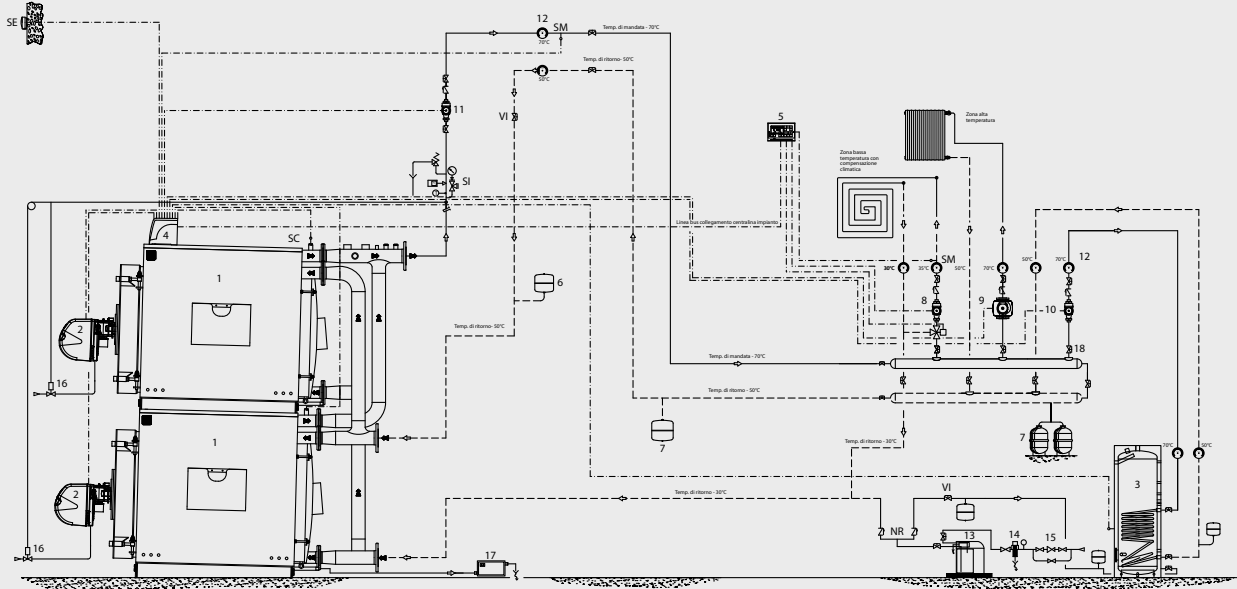 SE
12
SM
70°C
Temp. di mandata - 70°C
Temp. di ritorno - 50°C
50°C
11
VI
5
Zona alta
temperatura
Zona bassa
temperatura con
compensazione
climatica
SI
Linea bus collegamento centralina impianto
4
SC
1
6
2
30°C
35°C
SM
50°C
70°C
50°C
70°C
12
8
9
10
18
Temp. di ritorno - 50°C
Temp. di mandata - 70°C
Temp. di ritorno - 50°C
16
7
7
Temp. di ritorno - 30°C
1
2
70°C
50°C
3
Temp. di ritorno - 30°C
VI
NR
13
14
15
16
17